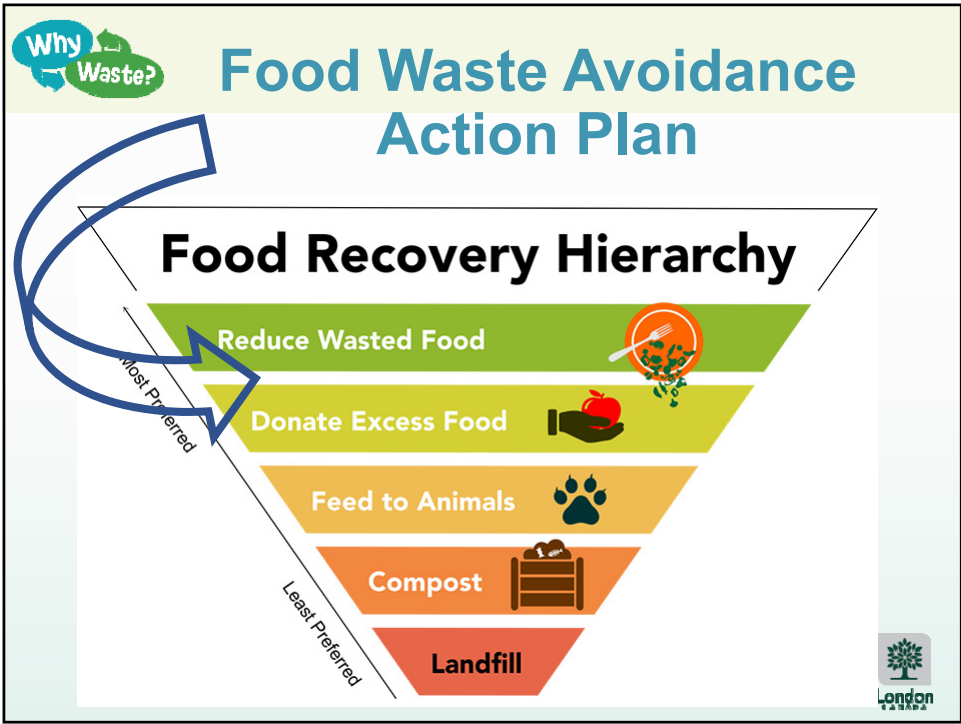 Why
Waste?
Food Waste Avoidance
Action Plan
Food Recovery Hierarchy
Reduce Wasted Food
Most Preferred
Donate Excess Food
Feed to Animals
Compost
Least Preferred
Landfill
London
CANADA